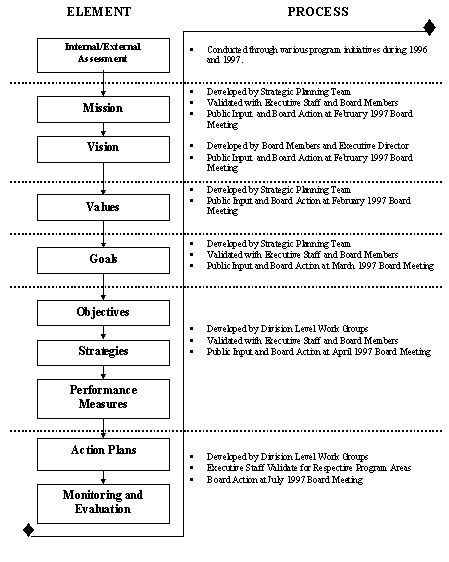 ELEMENT
PROCESS
Internal/External
Assessment
▪ Conducted through various program initiatives during 1996
and 1997.
Mission
▪ Developed by Strategic Planning Team
▪ Validated with Executive Staff and Board Members
▪ Public Input and Board Action at February 1997 Board
Meeting
Vision
▪ Developed by Board Members and Executive Director
▪ Public Input and Board Action at February 1997 Board
Meeting
Values
▪ Developed by Strategic Planning Team
▪ Public Input and Board Action at February 1997 Board
Meeting
Goals
▪ Developed by Strategic Planning Team
▪ Validated with Executive Staff and Board Members
▪ Public Input and Board Action at March 1997 Board Meeting
Objectives
Strategies
Performance
Measures
▪ Developed by Division Level Work Groups
▪ Validated with Executive Staff and Board Members
▪ Public Input and Board Action at April 1997 Board Meeting
Action Plans
Monitoring and
Evaluation
▪ Developed by Division Level Work Groups
▪ Executive Staff Validate for Respective Program Areas
▪ Board Action at July 1997 Board Meeting